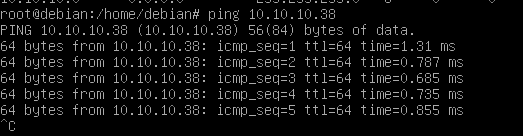 root@debian:/home/debian# ping 10.10.10.38
PING 10.10.10.38 (10.10.10.38) 56(84) bytes of data.
64 bytes from 10.10.10.38: icmp_seq=1 ttl=64 time=1.31 ms
64 bytes from 10.10.10.38: icmp_seq=2 ttl=64 time=0.787 ms
64 bytes from 10.10.10.38: icmp_seq=3 ttl=64 time=0.685 ms
64 bytes from 10.10.10.38: icmp_seq=4 ttl=64 time=0.735 ms
64 bytes from 10.10.10.38: icmp_seq=5 ttl=64 time=0.855 ms
^C